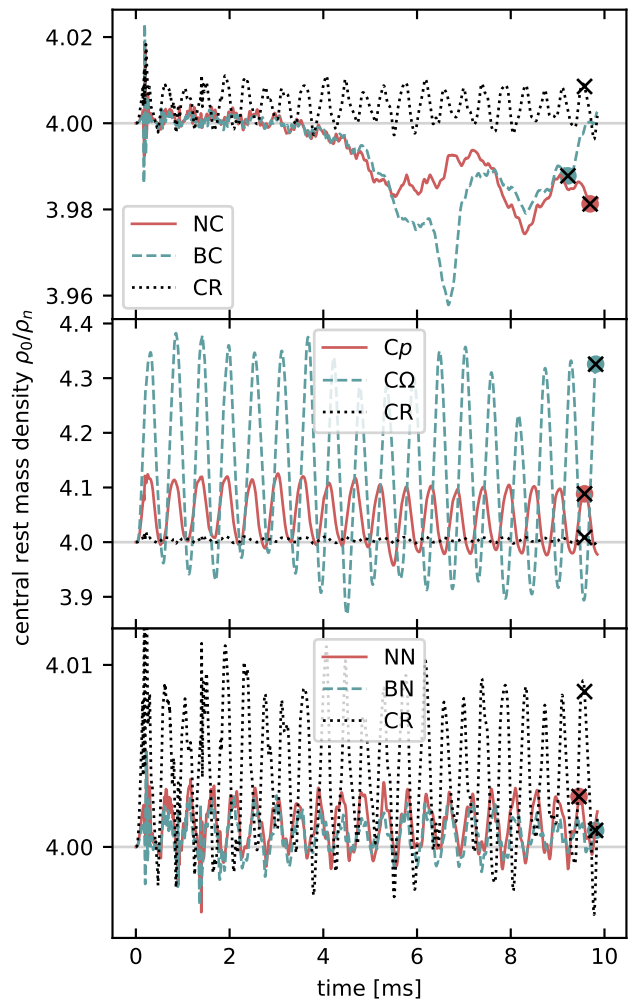 central rest mass density ρ₀/ρₙ
4.02
4.00
3.98
3.96
NC
BC
CR
4.4
4.3
4.2
4.1
4.0
3.9
Cp
CΩ
CR
4.01
4.00
NN
BN
CR
0
2
4
6
8
10
time [ms]